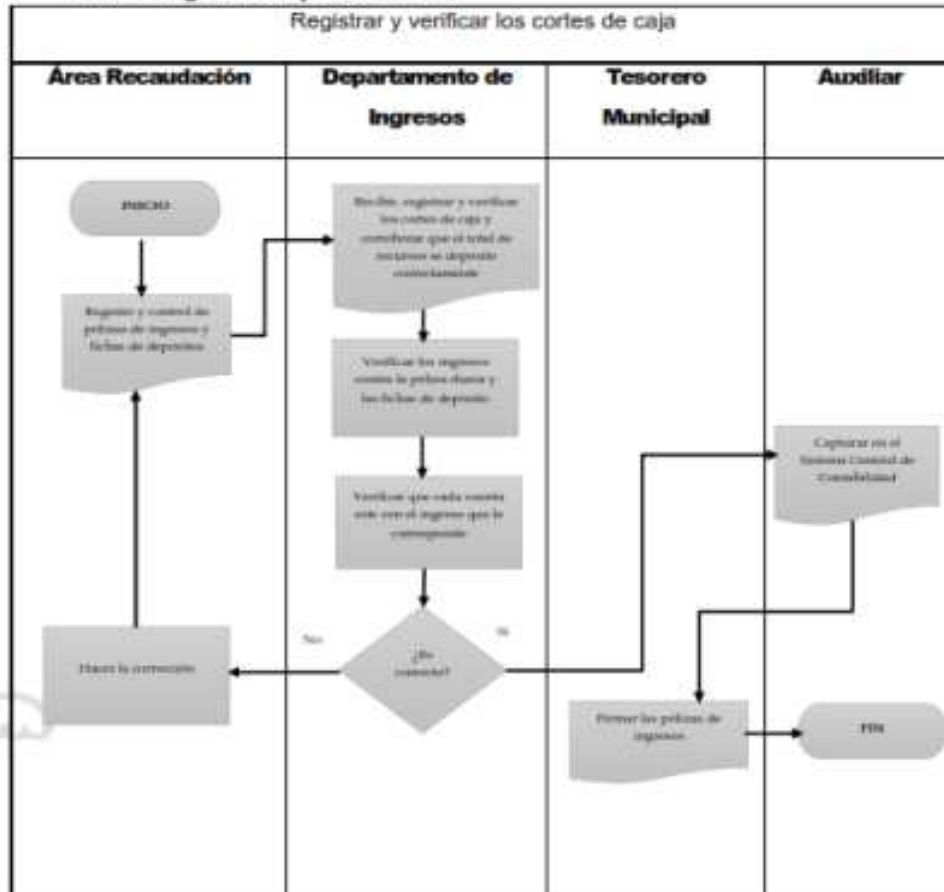 Registrar y verificar los cortes de caja
Área Recaudación
Departamento de
Ingresos
Tesorero
Municipal
Auxiliar
INICIO
Recibir, registrar y verificar
los cortes de caja y
corroborar que el total de
recursos se deposito
correctamente
Registro y control de
pólizas de ingresos y
fichas de depósitos
Verificar los ingresos
contra la póliza diaria y
las fichas de depósito
Capturar en el
Sistema Control de
Contabilidad
Verificar que cada cuenta
este con el ingreso que le
corresponde
No
Si
¿Es
correcto?
Hacer la corrección
Firmar las pólizas de
ingresos
FIN